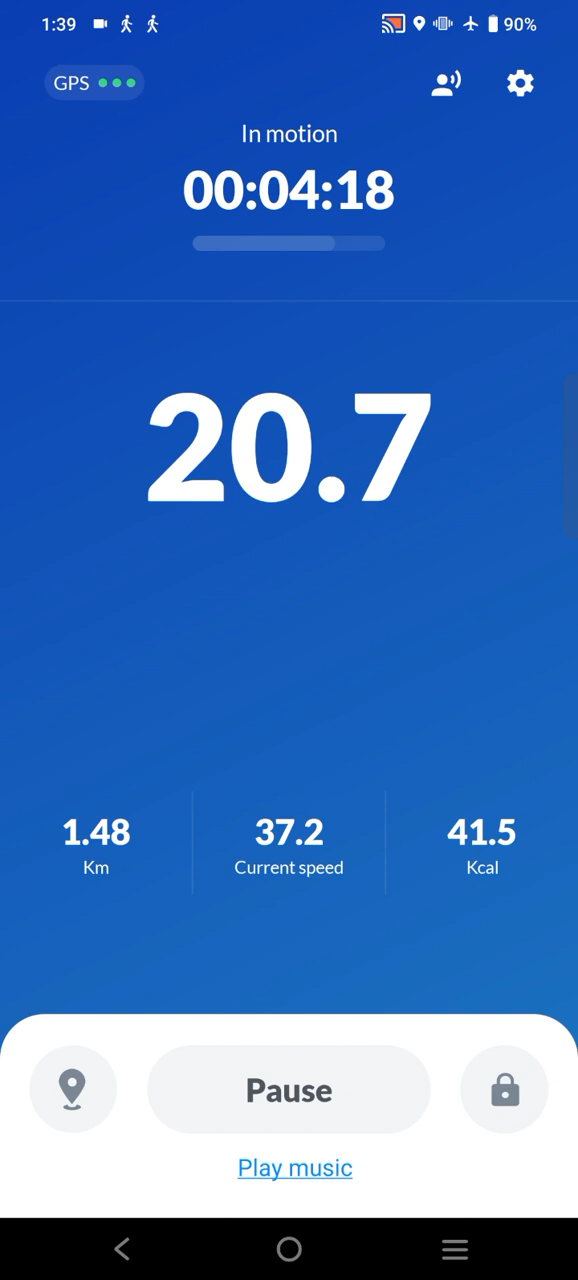 1:39 90%
GPS
In motion
00:04:18
20.7
1.48 37.2 41.5
Km Current speed Kcal
Pause
Play music